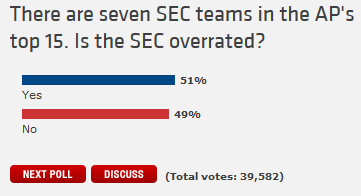 There are seven SEC teams in the AP's
top 15. Is the SEC overrated?
51%
Yes
49%
No
NEXT POLL DISCUSS (Total votes: 39,582)